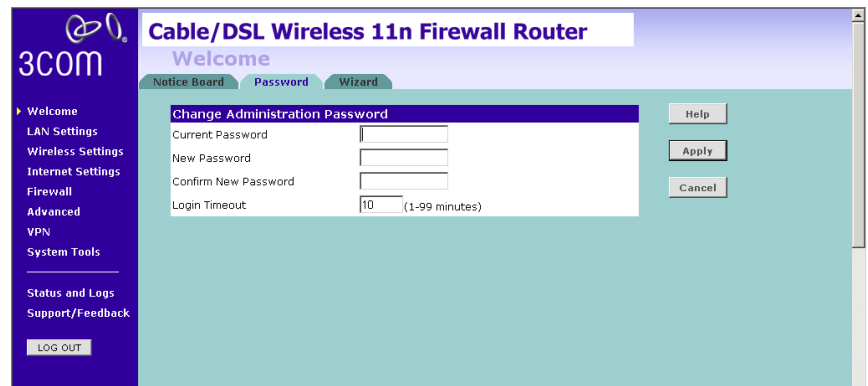 3COM
Cable/DSL Wireless 11n Firewall Router
Welcome
Notice Board
Password
Wizard
Welcome
LAN Settings
Wireless Settings
Internet Settings
Firewall
Advanced
VPN
System Tools
Status and Logs
Support/Feedback
LOG OUT
Change Administration Password
Current Password
New Password
Confirm New Password
Login Timeout 10 (1-99 minutes)
Help
Apply
Cancel